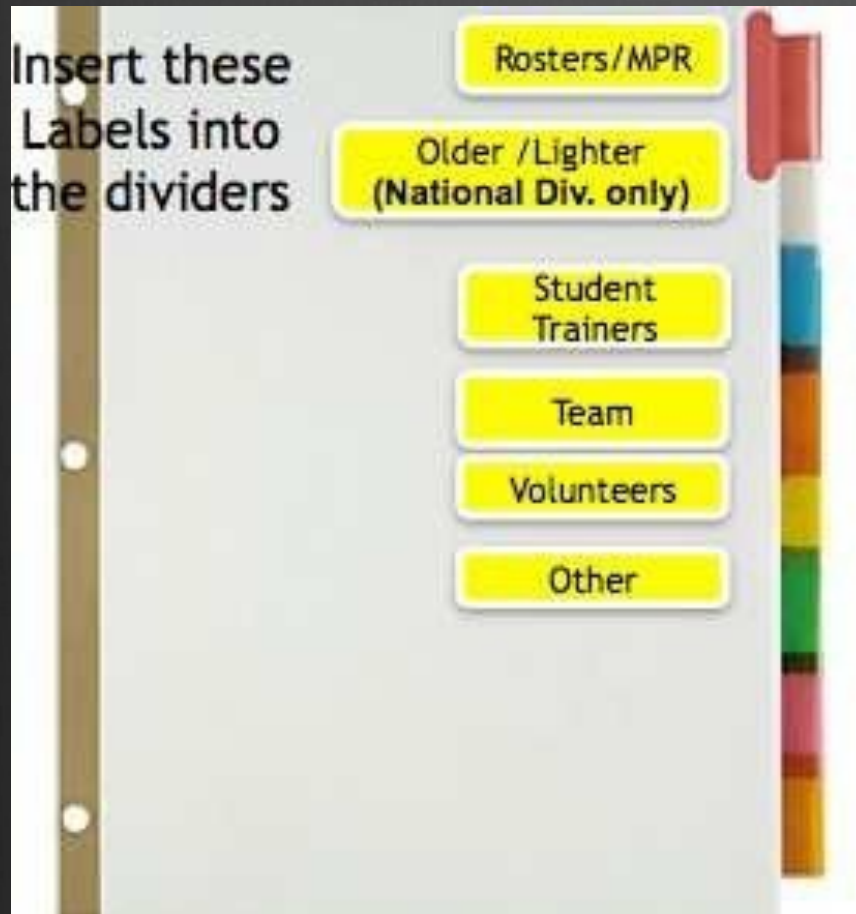 Insert these
Labels into
the dividers
Rosters/MPR
Older /Lighter
(National Div. only)
Student
Trainers
Team
Volunteers
Other